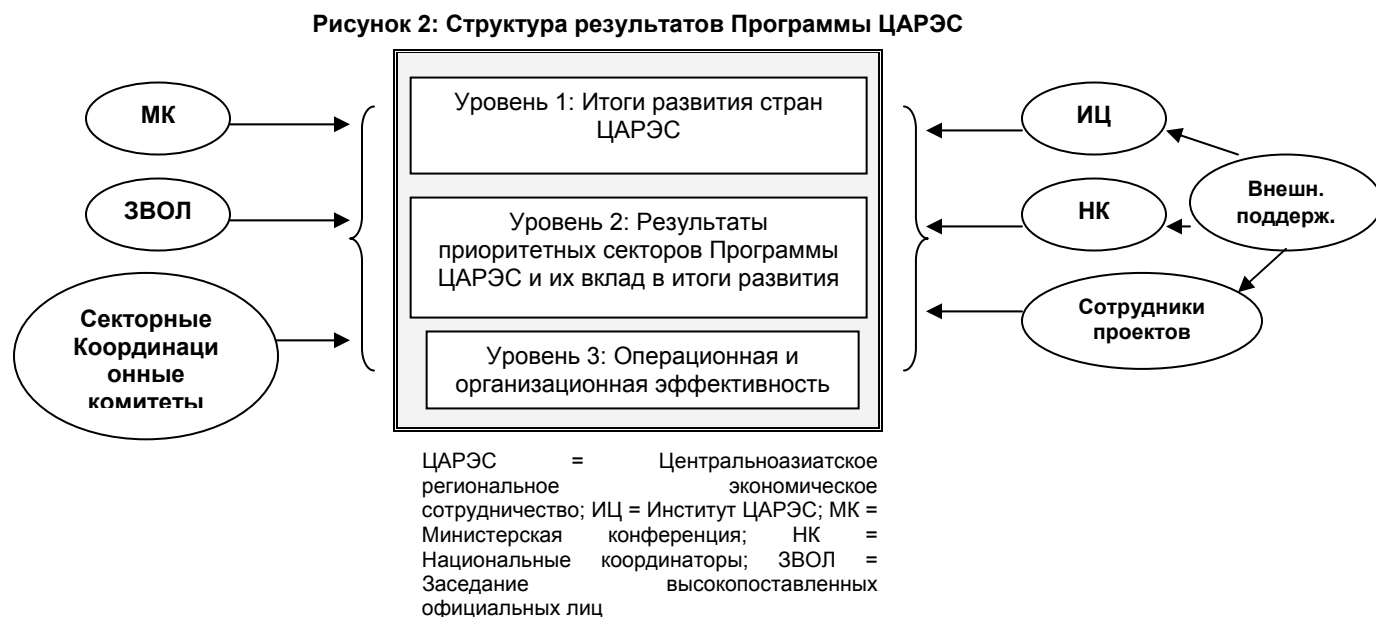 Рисунок 2: Структура результатов Программы ЦАРЭС
МК
ЗВОЛ
Секторные
Координаци
онные
комитеты
Уровень 1: Итоги развития стран
ЦАРЭС
Уровень 2: Результаты
приоритетных секторов Программы
ЦАРЭС и их вклад в итоги развития
Уровень 3: Операционная и
организационная эффективность
ИЦ
НК
Сотрудники
проектов
Внешн.
поддерж.
ЦАРЭС = Центральноазиатское
региональное экономическое
сотрудничество; ИЦ = Институт ЦАРЭС; МК =
Министерская конференция; НК =
Национальные координаторы; ЗВОЛ =
Заседание высокопоставленных
официальных лиц